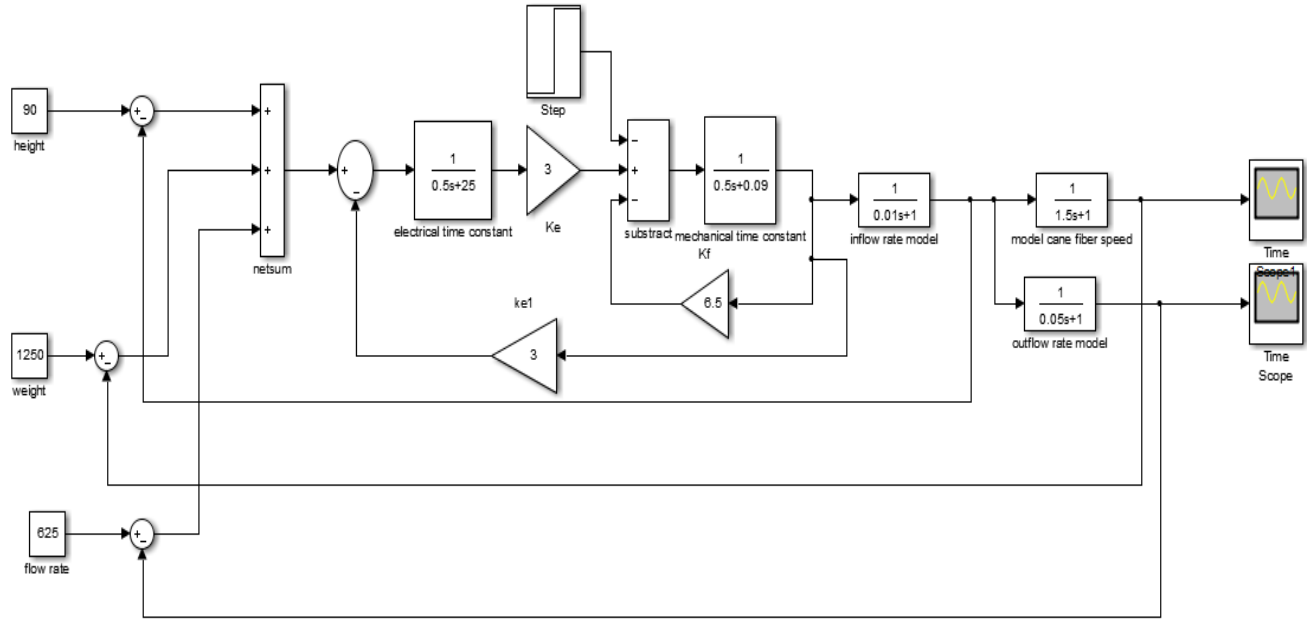 Step
90
height
+
-
+
+
+
netsum
+
-
1
0.5s+25
electrical time constant
3
Ke
-
+
-
substract
1
0.5s+0.09
mechanical time constant
Kf
6.5
ke1
3
1
0.01s+1
inflow rate model
1
1.5s+1
model cane fiber speed
1
0.05s+1
outflow rate model
Time
Scope1
Time
Scope
1250
weight
+
-
625
flow rate
+
-